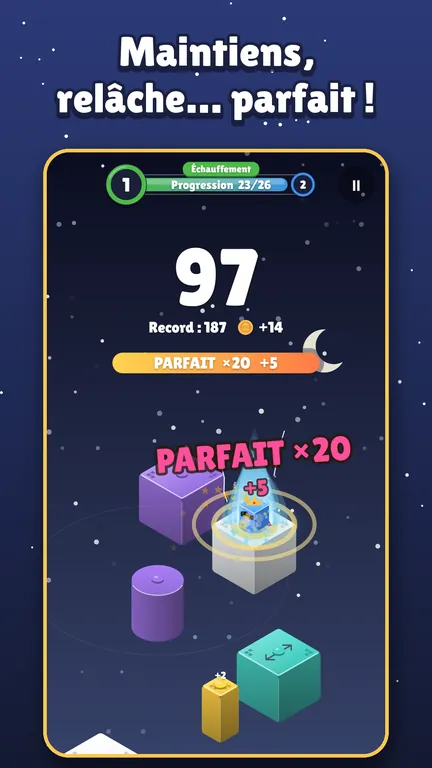 Maintiens,
relâche... parfait !
Échauffement
1 Progression 23/26 2
97
Record : 187 +14
PARFAIT ×20 +5
PARFAIT ×20
+5
+2